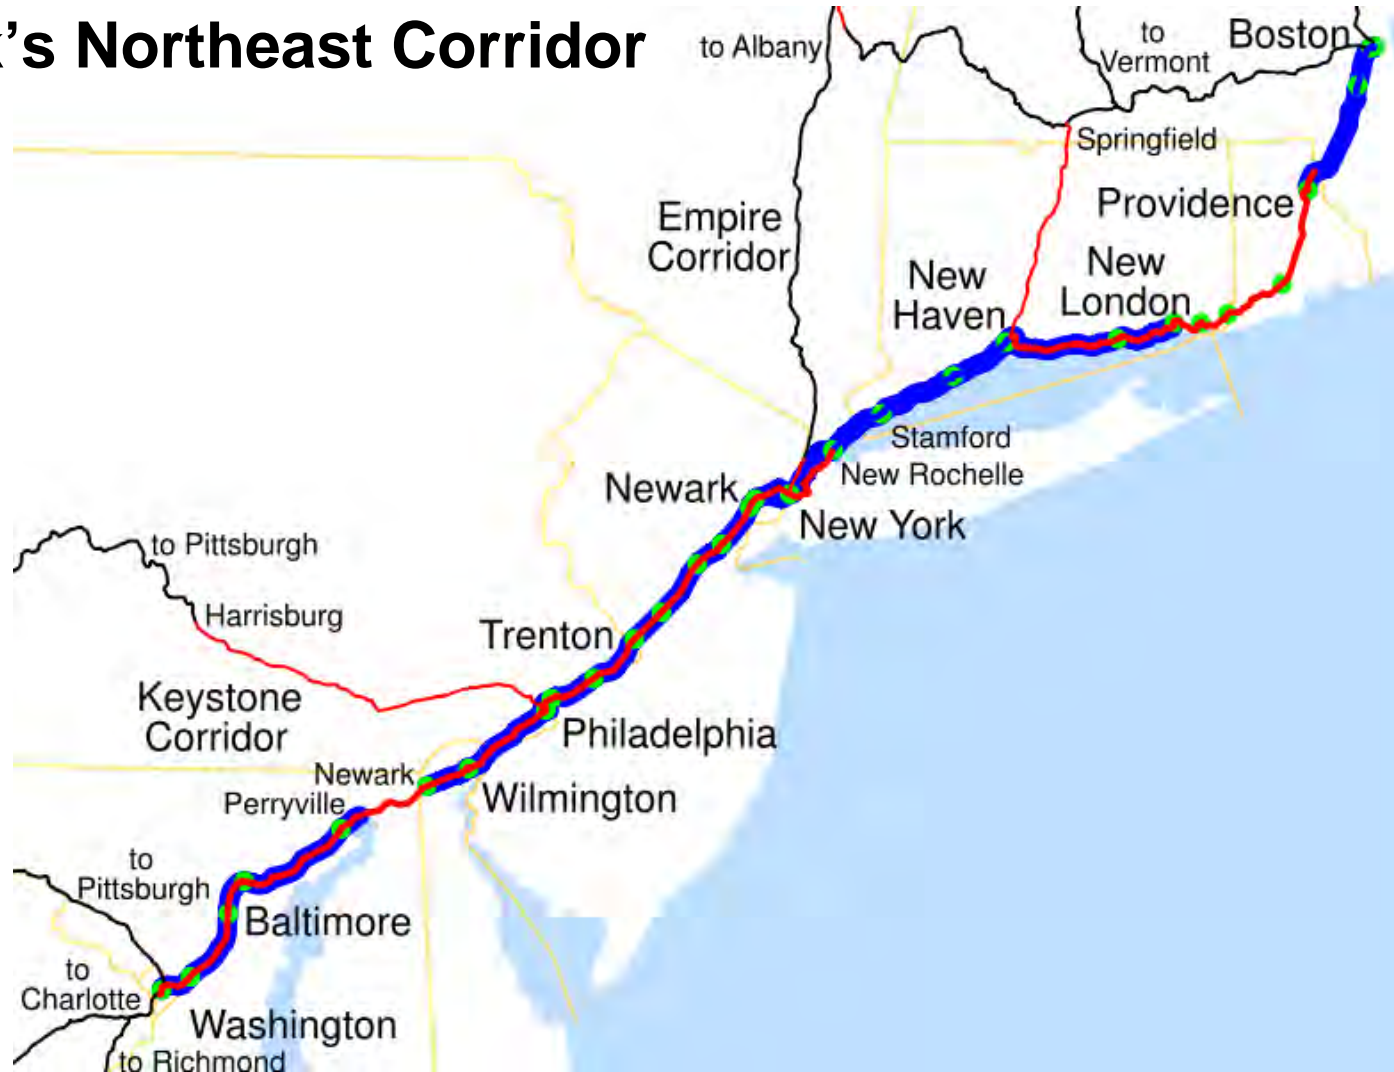 's Northeast Corridor
to Albany
to
Vermont
Boston
Springfield
Providence
Empire
Corridor
New
Haven
New
London
Stamford
New Rochelle
Newark
New York
to Pittsburgh
Harrisburg
Trenton
Keystone
Corridor
Philadelphia
Newark
Perryville
Wilmington
to
Pittsburgh
Baltimore
to
Charlotte
Washington
to Richmond